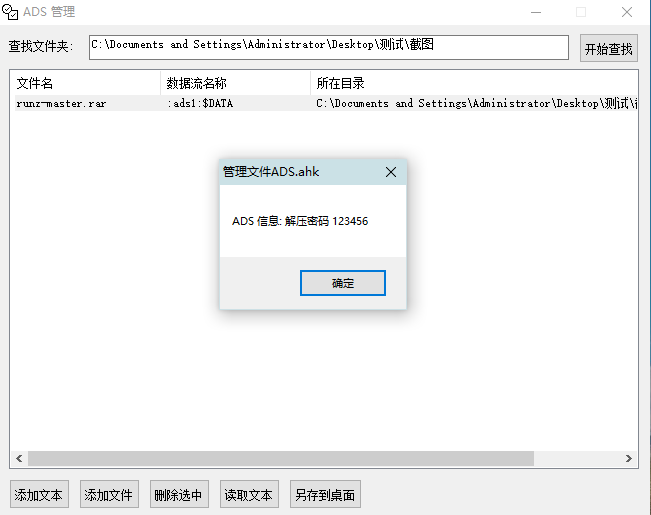 ADS 管理
查找文件夹:
C:\Documents and Settings\Administrator\Desktop\测试\截图
开始查找
文件名 数据流名称 所在目录
runz-master.rar :ads1:$DATA C:\Documents and Settings\Administrator\Desktop\测试\
管理文件ADS.ahk
ADS 信息: 解压密码 123456
确定
添加文本 添加文件 删除选中 读取文本 另存到桌面